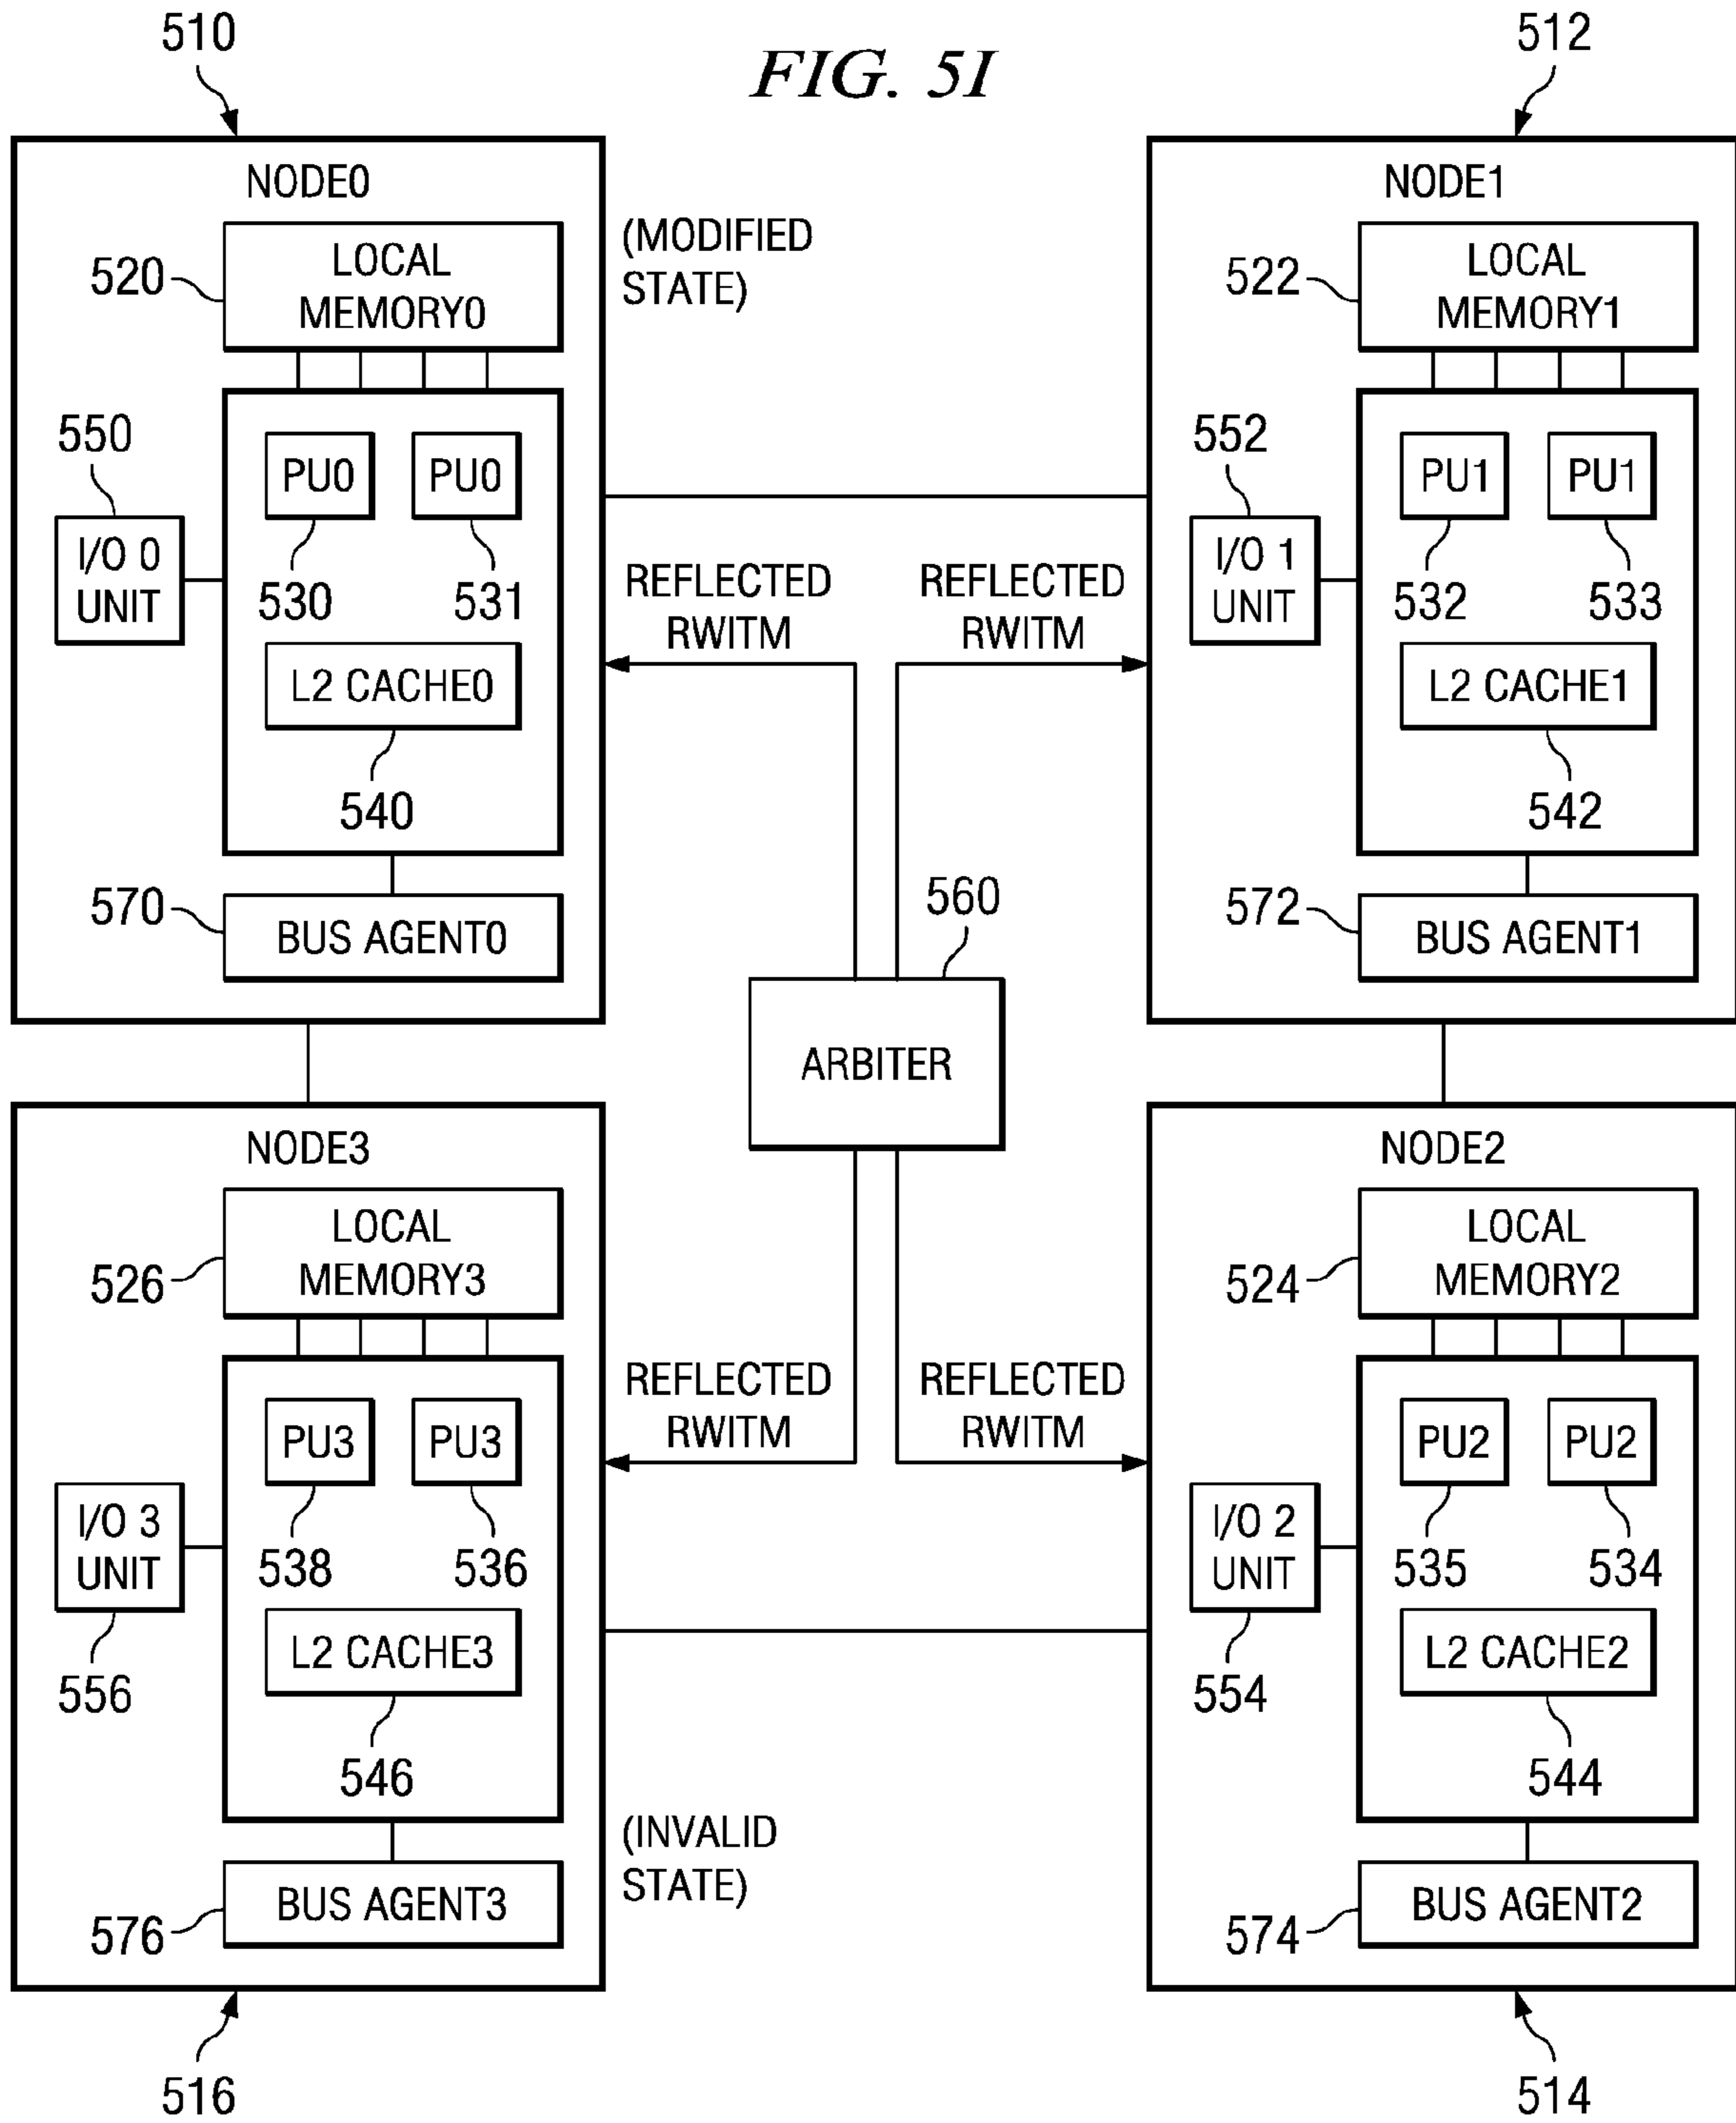 FIG. 5I
510
512
NODE0
520
LOCAL
MEMORY0
(MODIFIED
STATE)
550
I/O 0
UNIT
PU0
PU0
530
531
L2 CACHE0
540
570
BUS AGENT0
NODE1
522
LOCAL
MEMORY1
552
I/O 1
UNIT
PU1
PU1
532
533
L2 CACHE1
542
572
BUS AGENT1
REFLECTED
RWITM
REFLECTED
RWITM
560
ARBITER
REFLECTED
RWITM
REFLECTED
RWITM
NODE3
526
LOCAL
MEMORY3
PU3
PU3
538
536
I/O 3
UNIT
556
L2 CACHE3
546
(INVALID
STATE)
576
BUS AGENT3
516
NODE2
524
LOCAL
MEMORY2
PU2
PU2
535
534
I/O 2
UNIT
554
L2 CACHE2
544
574
BUS AGENT2
514